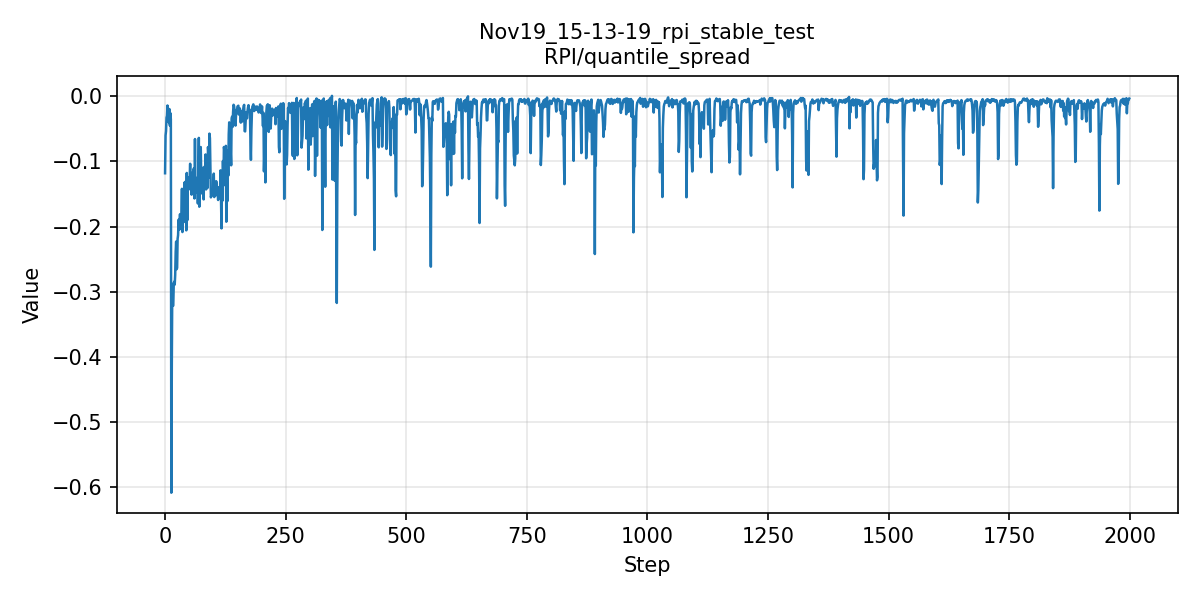 Nov19_15-13-19_rpi_stable_test
RPI/quantile_spread
0.0
−0.1
−0.2
−0.3
−0.4
−0.5
−0.6
Value
0 250 500 750 1000 1250 1500 1750 2000
Step